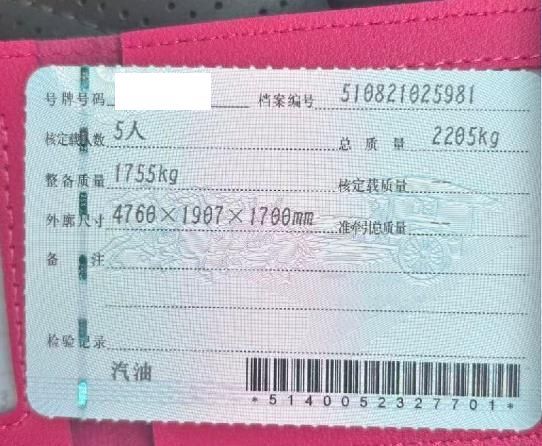 号牌号码 档案编号 510821025981
核定载人数 5人 总质量 2205kg
整备质量 1755kg 核定载质量
外廓尺寸 4760×1907×1700mm 准牵引总质量
备注
检验记录
汽油
*5140052327701*